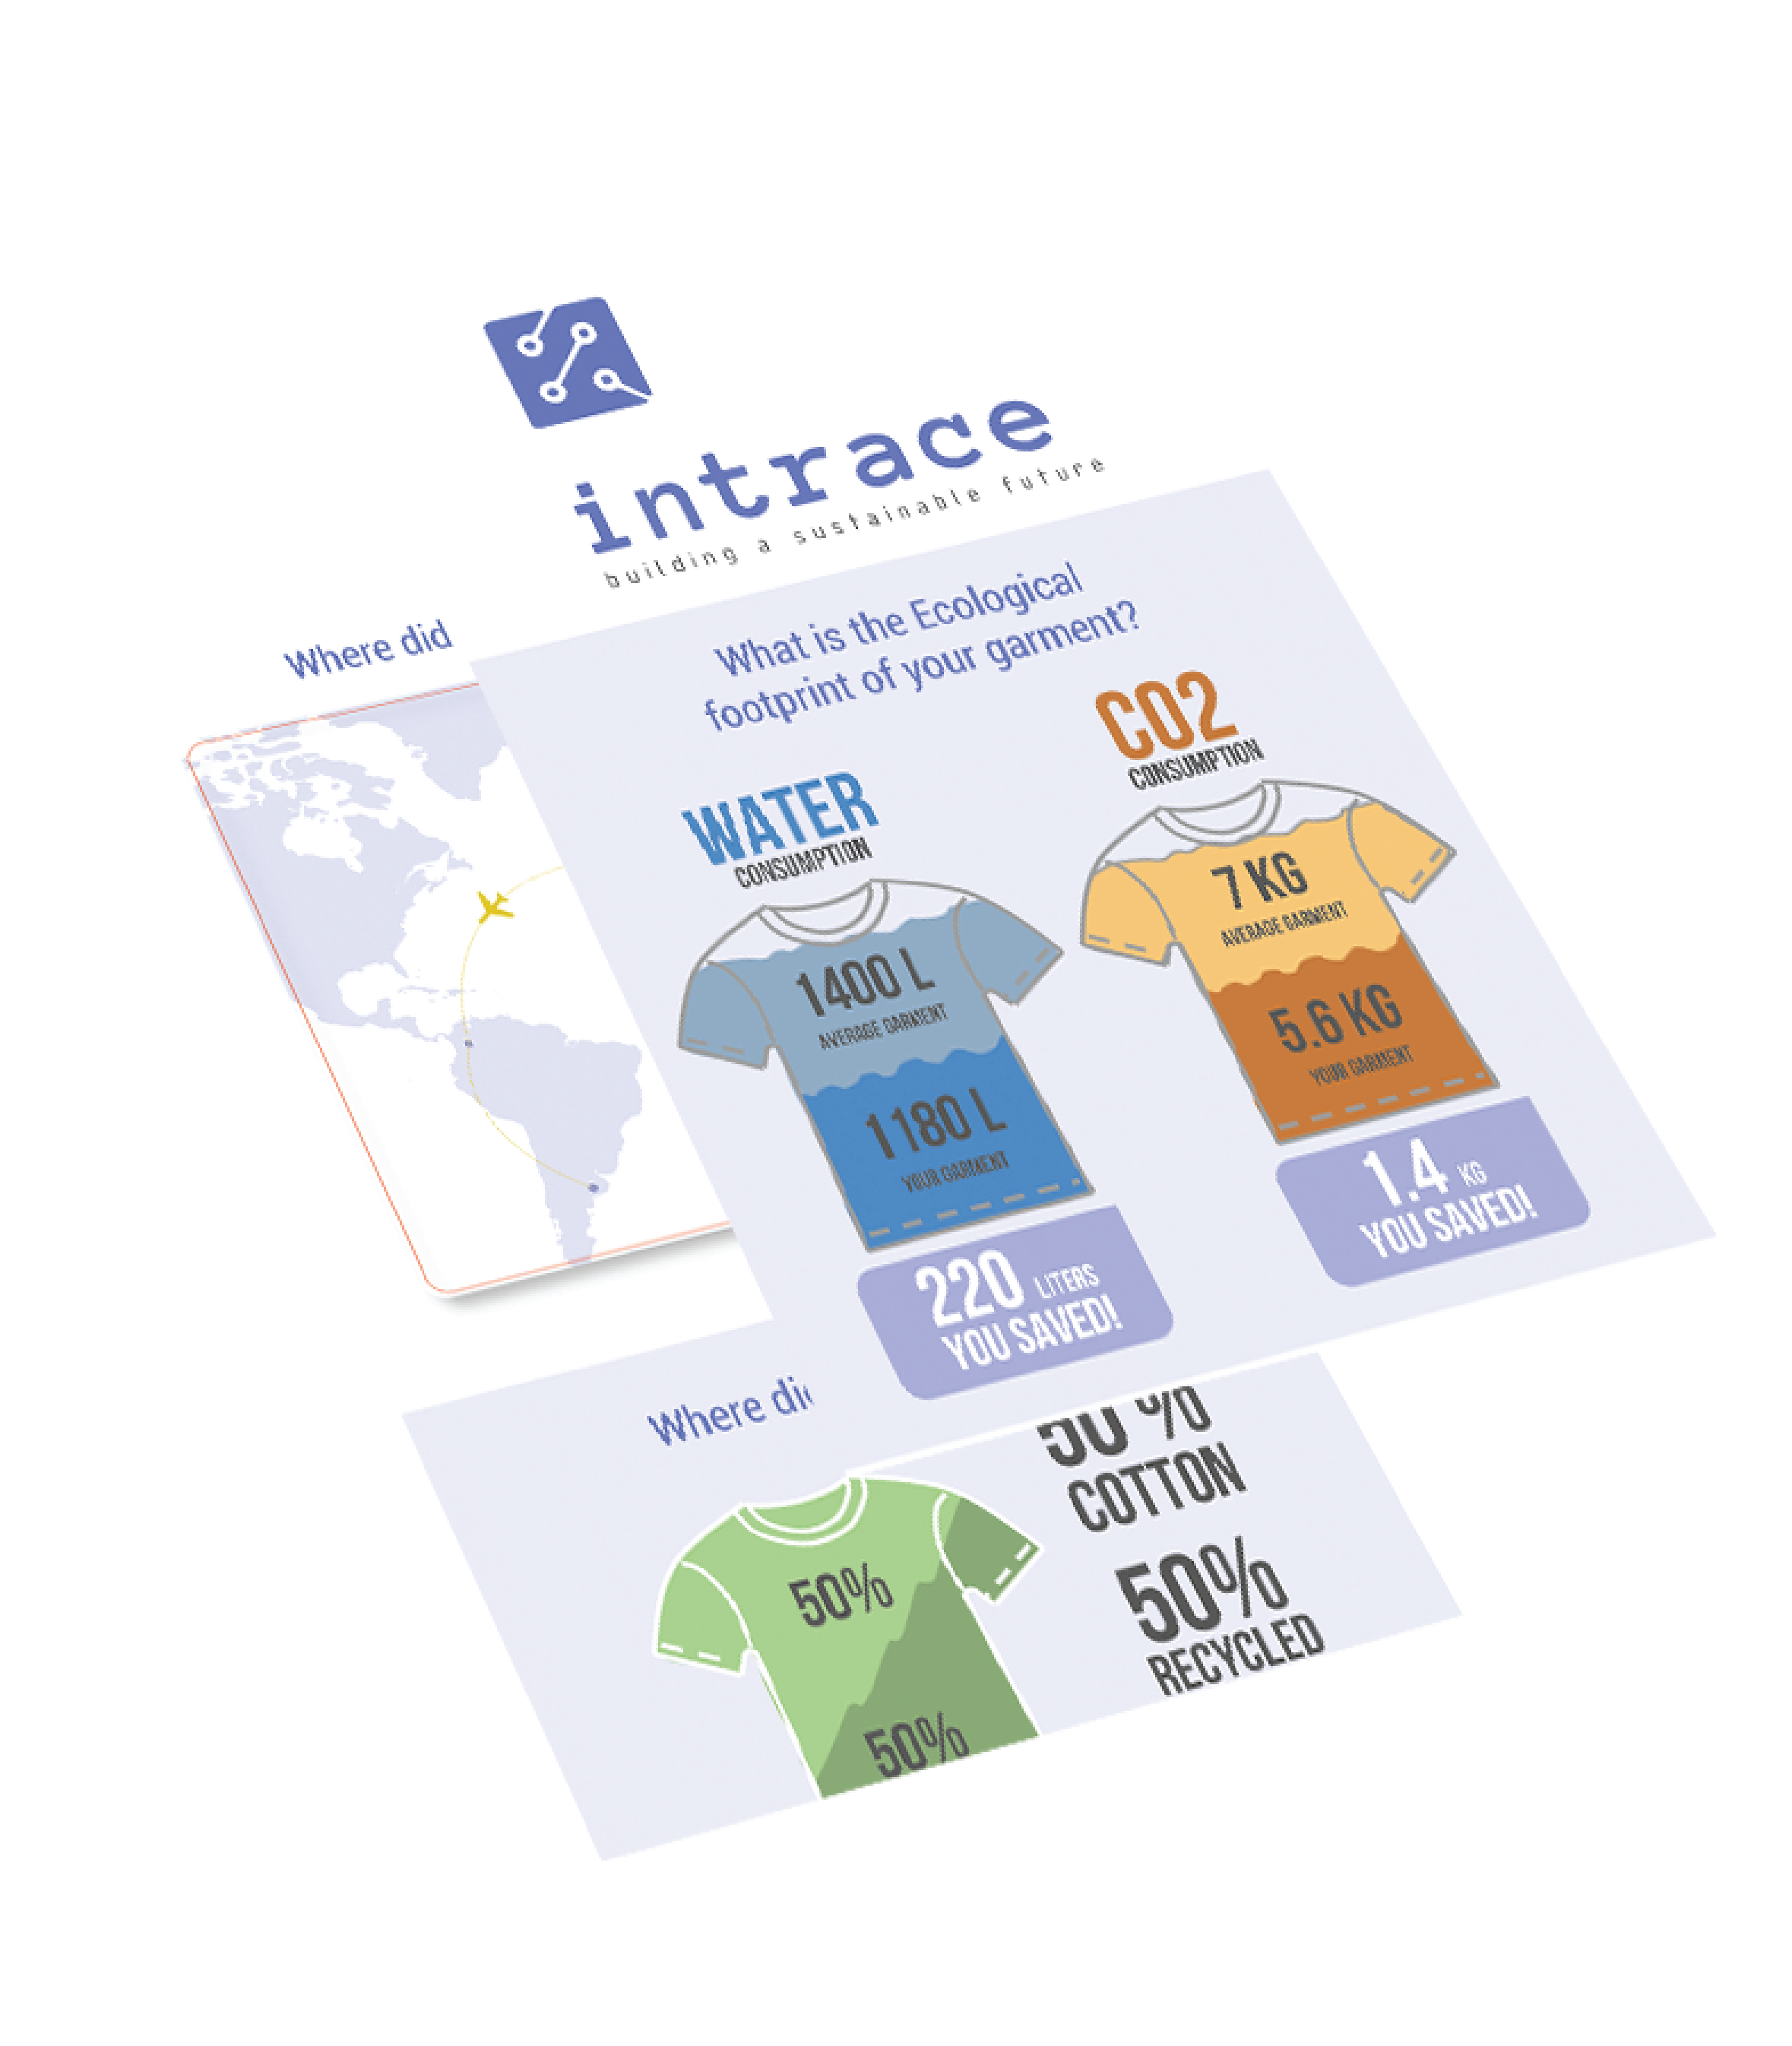 intrace
building a sustainable future
Where did
What is the Ecological
footprint of your garment?
WATER
CONSUMPTION
1400 L
AVERAGE GARMENT
1180 L
YOUR GARMENT
220 LITERS
YOU SAVED!
CO2
CONSUMPTION
7 KG
AVERAGE GARMENT
5.6 KG
YOUR GARMENT
1.4 KG
YOU SAVED!
Where di
50%
50%
50 %
COTTON
50%
RECYCLED